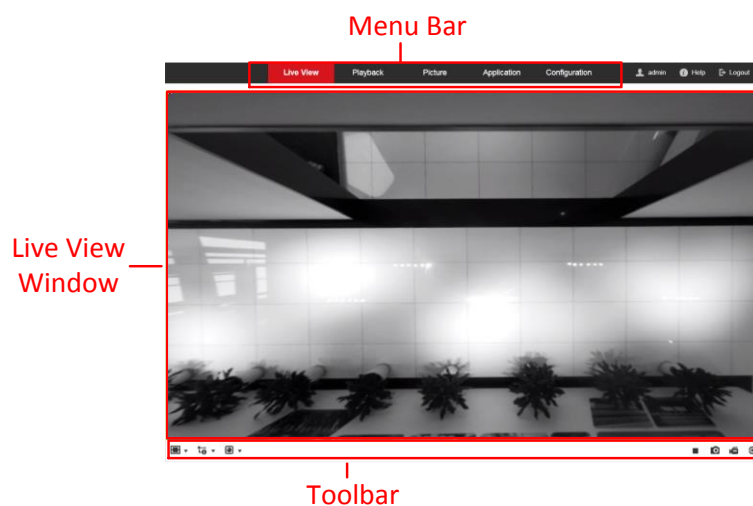 Menu Bar
Live View Playback Picture Application Configuration admin Help Logout
Live View
Window
Toolbar